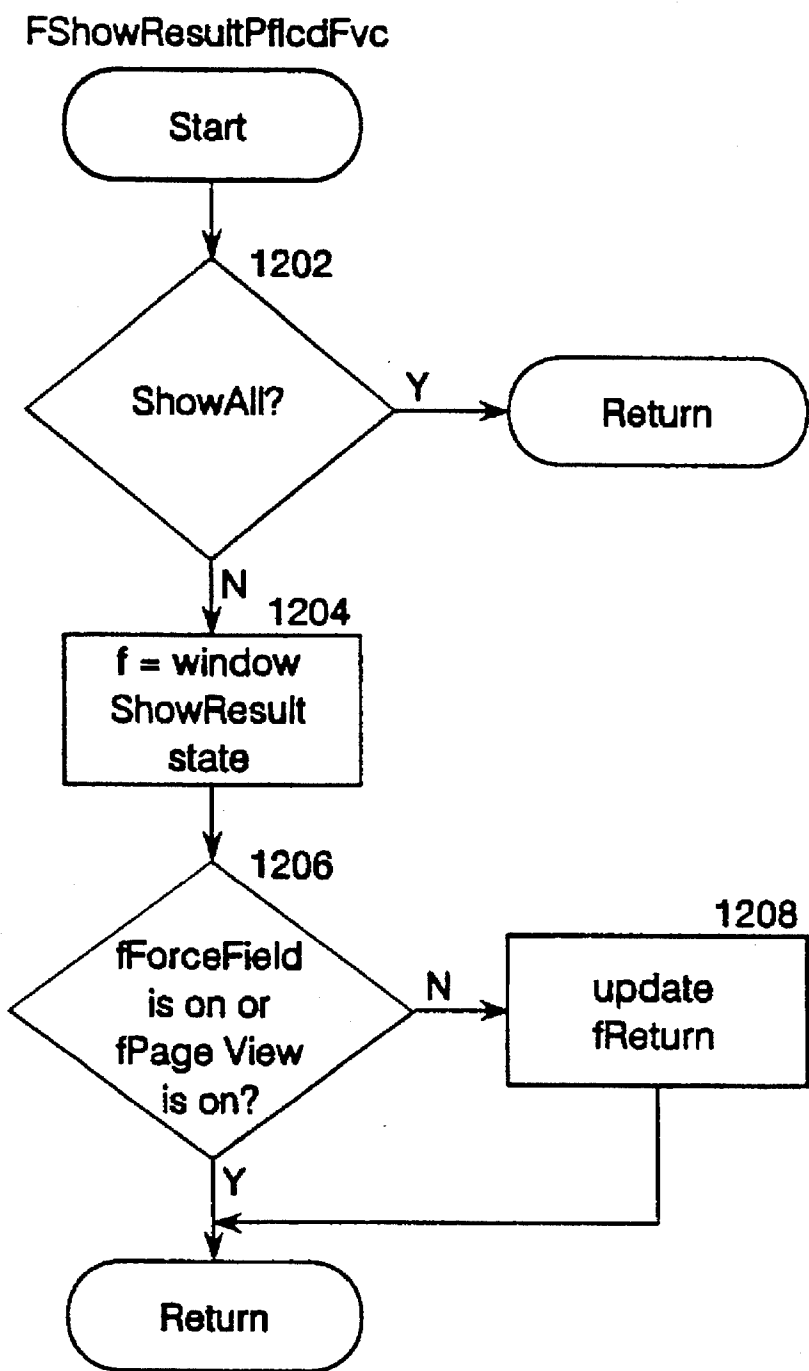 FShowResultPflcdFvc
Start
1202
ShowAll?
Y
Return
N
1204
f = window
ShowResult
state
1206
fForceField
is on or
fPage View
is on?
N
1208
update
fReturn
Y
Return